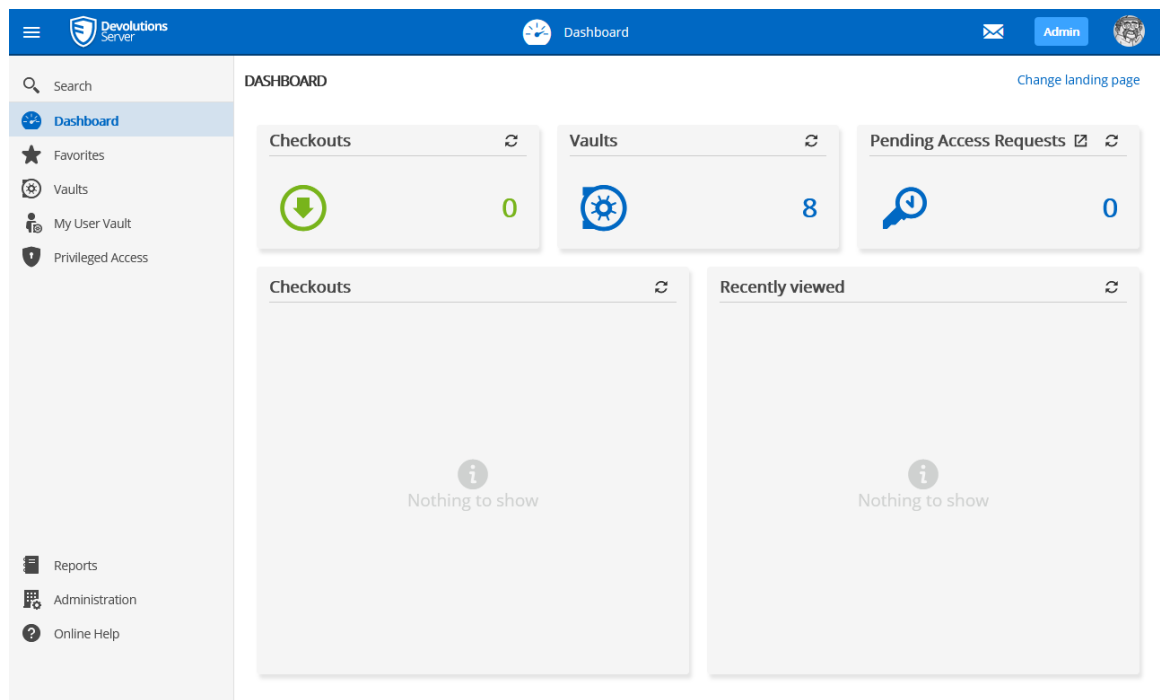 Devolutions
Server
Dashboard
Admin
Search
Dashboard
Favorites
Vaults
My User Vault
Privileged Access
Reports
Administration
Online Help
DASHBOARD
Change landing page
Checkouts
0
Vaults
8
Pending Access Requests
0
Checkouts
Nothing to show
Recently viewed
Nothing to show